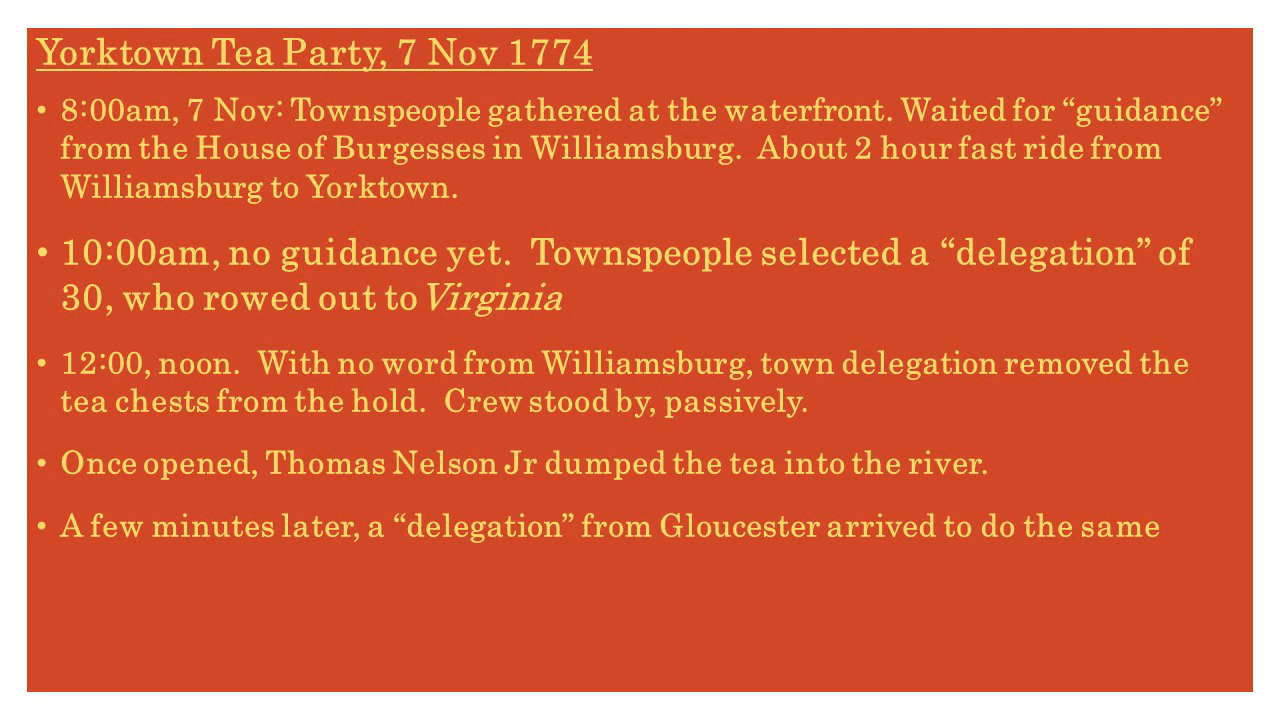 Yorktown Tea Party, 7 Nov 1774
• 8:00am, 7 Nov: Townspeople gathered at the waterfront. Waited for “guidance”
from the House of Burgesses in Williamsburg.  About 2 hour fast ride from
Williamsburg to Yorktown.
• 10:00am, no guidance yet.  Townspeople selected a “delegation” of
30, who rowed out to Virginia
• 12:00, noon.  With no word from Williamsburg, town delegation removed the
tea chests from the hold.  Crew stood by, passively.
• Once opened, Thomas Nelson Jr dumped the tea into the river.
• A few minutes later, a “delegation” from Gloucester arrived to do the same